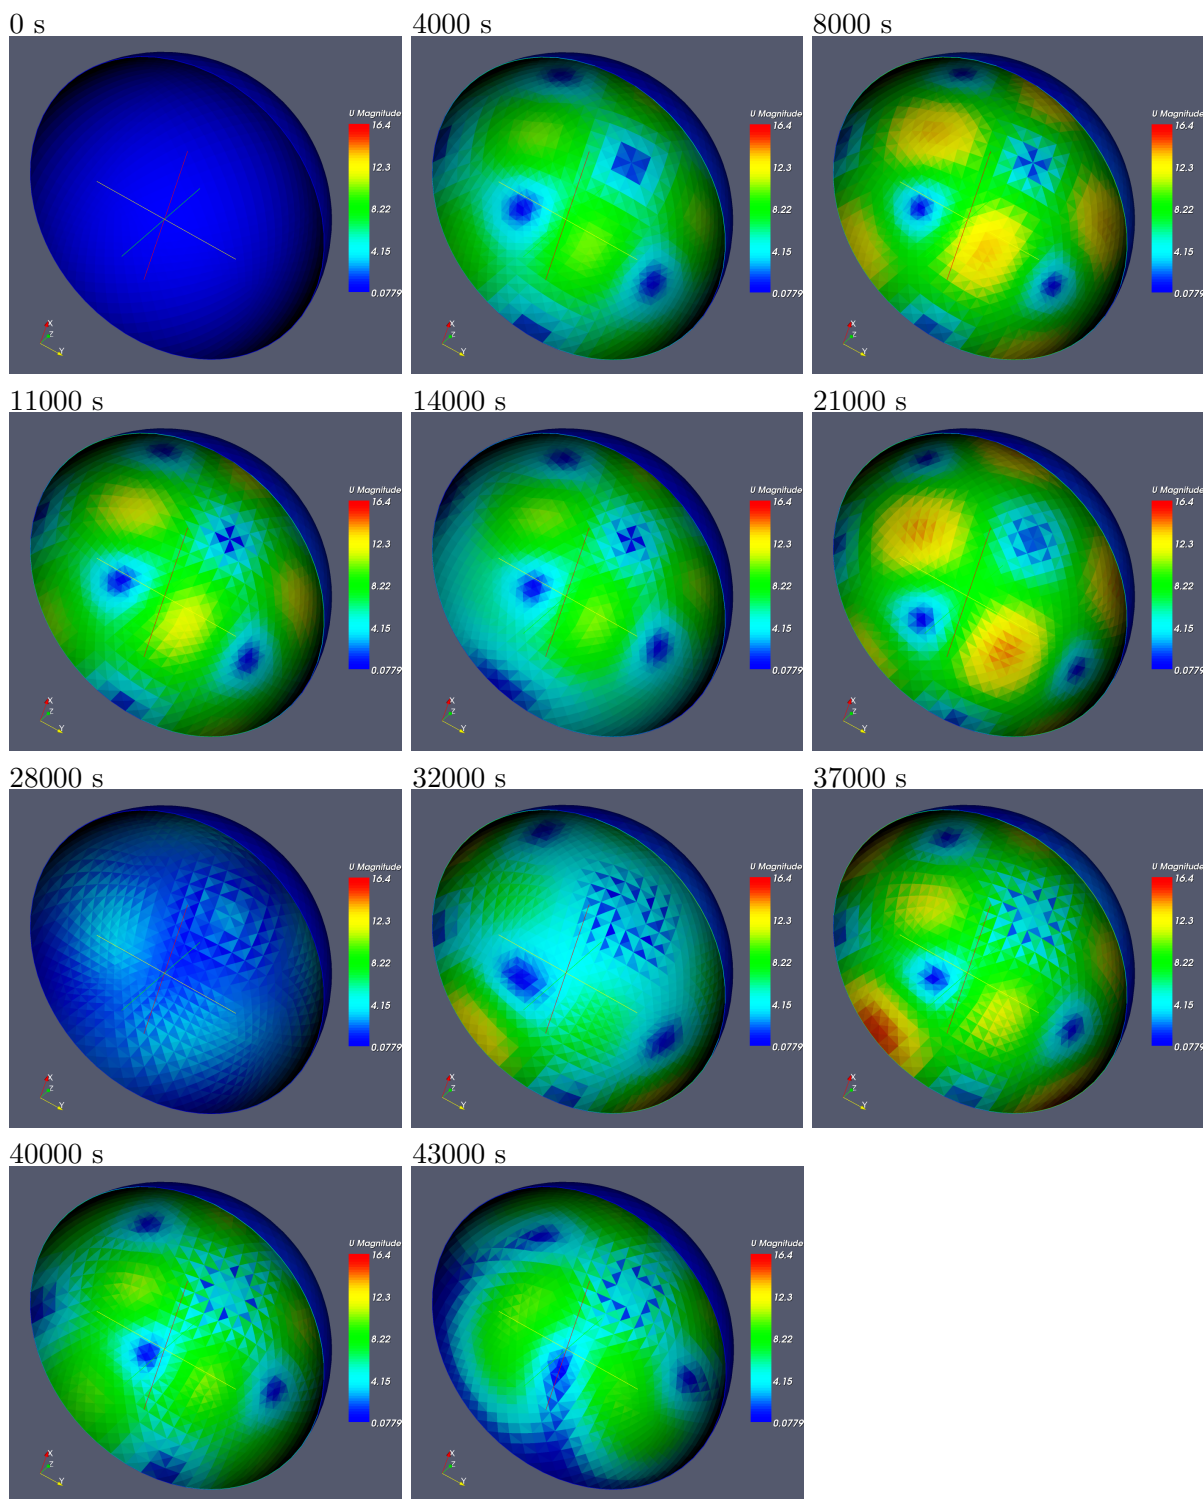 0 s
U Magnitude
16.4
12.3
8.22
4.15
0.0779
X
Z
Y
4000 s
U Magnitude
16.4
12.3
8.22
4.15
0.0779
X
Z
Y
8000 s
U Magnitude
16.4
12.3
8.22
4.15
0.0779
X
Z
Y
11000 s
U Magnitude
16.4
12.3
8.22
4.15
0.0779
X
Z
Y
14000 s
U Magnitude
16.4
12.3
8.22
4.15
0.0779
X
Z
Y
21000 s
U Magnitude
16.4
12.3
8.22
4.15
0.0779
X
Z
Y
28000 s
U Magnitude
16.4
12.3
8.22
4.15
0.0779
X
Z
Y
32000 s
U Magnitude
16.4
12.3
8.22
4.15
0.0779
X
Z
Y
37000 s
U Magnitude
16.4
12.3
8.22
4.15
0.0779
X
Z
Y
40000 s
U Magnitude
16.4
12.3
8.22
4.15
0.0779
X
Z
Y
43000 s
U Magnitude
16.4
12.3
8.22
4.15
0.0779
X
Z
Y